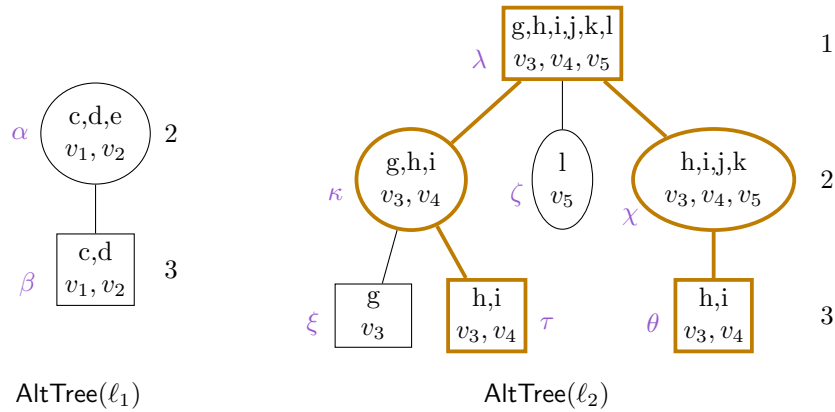 g,h,i,j,k,l
v₃, v₄, v₅
λ
1
c,d,e
v₁, v₂
α
2
g,h,i
v₃, v₄
κ
l
v₅
ζ
h,i,j,k
v₃, v₄, v₅
χ
2
c,d
v₁, v₂
β
3
g
v₃
ξ
h,i
v₃, v₄
τ
h,i
v₃, v₄
θ
3
AltTree(ℓ₁)
AltTree(ℓ₂)